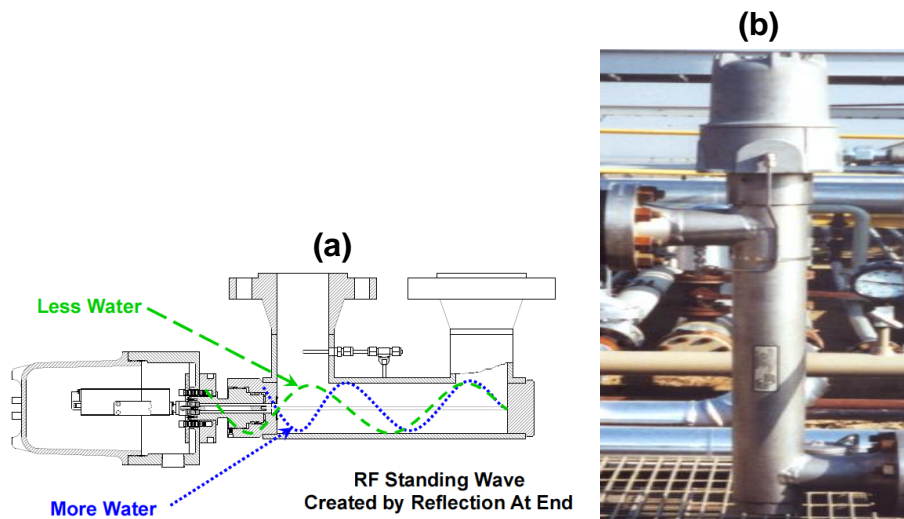 (b)
(a)
Less Water
More Water
RF Standing Wave
Created by Reflection At End